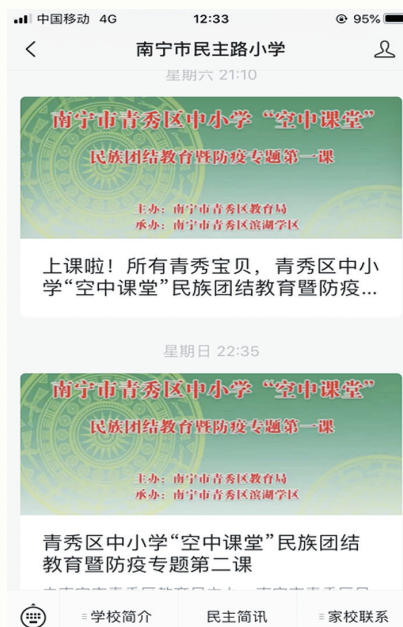 中国移动 4G 12:33 95%
南宁市民主路小学
星期六 21:10
南宁市青秀区中小学“空中课堂”
民族团结教育暨防疫专题第一课
主办：南宁市青秀区教育局
承办：南宁市青秀区滨湖学区
上课啦！所有青秀宝贝，青秀区中小
学“空中课堂”民族团结教育暨防疫...
星期日 22:35
南宁市青秀区中小学“空中课堂”
民族团结教育暨防疫专题第一课
主办：南宁市青秀区教育局
承办：南宁市青秀区滨湖学区
青秀区中小学“空中课堂”民族团结
教育暨防疫专题第二课
学校简介 民主简讯 家校联系